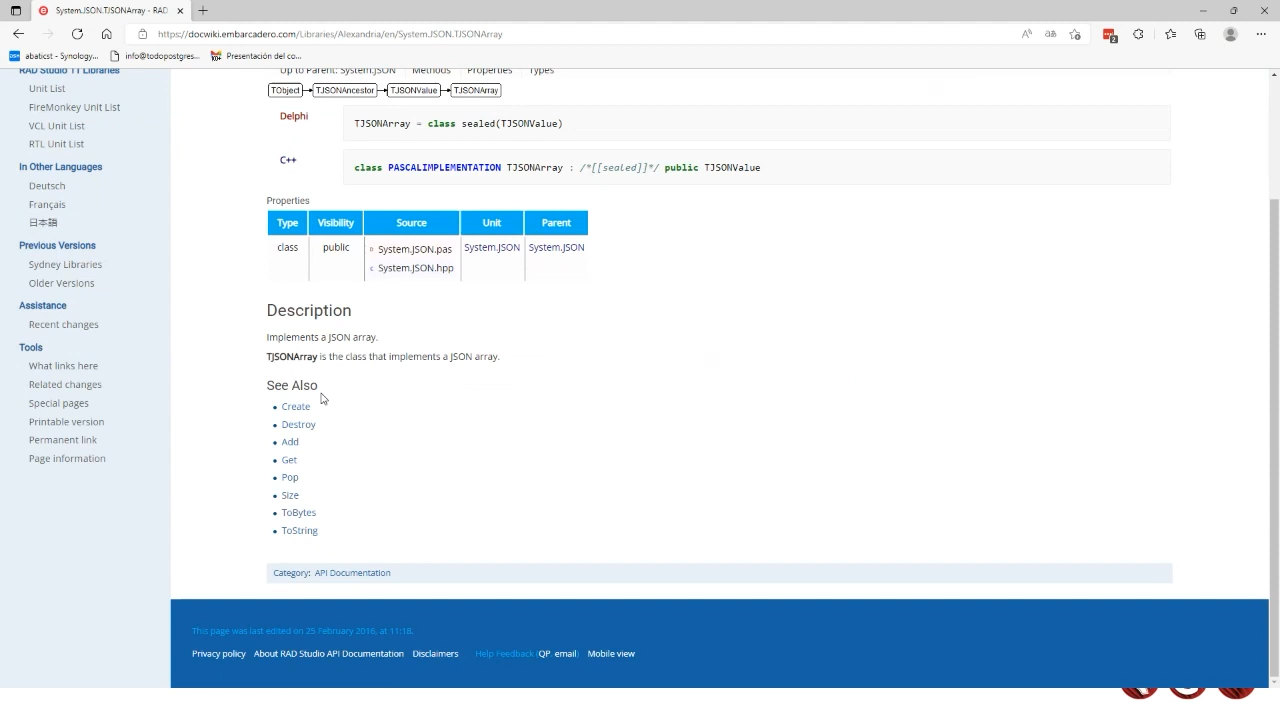 System.JSON.TJSONArray - RAD
https://docwiki.embarcadero.com/Libraries/Alexandria/en/System.JSON.TJSONArray
abaticst - Synology...
info@todopostgres...
Presentación del co...
RAD Studio 11 Libraries
Unit List
FireMonkey Unit List
VCL Unit List
RTL Unit List
In Other Languages
Deutsch
Français
日本語
Previous Versions
Sydney Libraries
Older Versions
Assistance
Recent changes
Tools
What links here
Related changes
Special pages
Printable version
Permanent link
Page information
Up to Parent: System.JSON Methods Properties Types
TObject TJSONAncestor TJSONValue TJSONArray
Delphi
TJSONArray = class sealed(TJSONValue)
C++
class PASCALIMPLEMENTATION TJSONArray : /*[[sealed]]*/ public TJSONValue
Properties
Type Visibility Source Unit Parent
class public System.JSON.pas System.JSON System.JSON
System.JSON.hpp
Description
Implements a JSON array.
TJSONArray is the class that implements a JSON array.
See Also
Create
Destroy
Add
Get
Pop
Size
ToBytes
ToString
Category: API Documentation
This page was last edited on 25 February 2016, at 11:18.
Privacy policy About RAD Studio API Documentation Disclaimers Help Feedback (QP, email) Mobile view